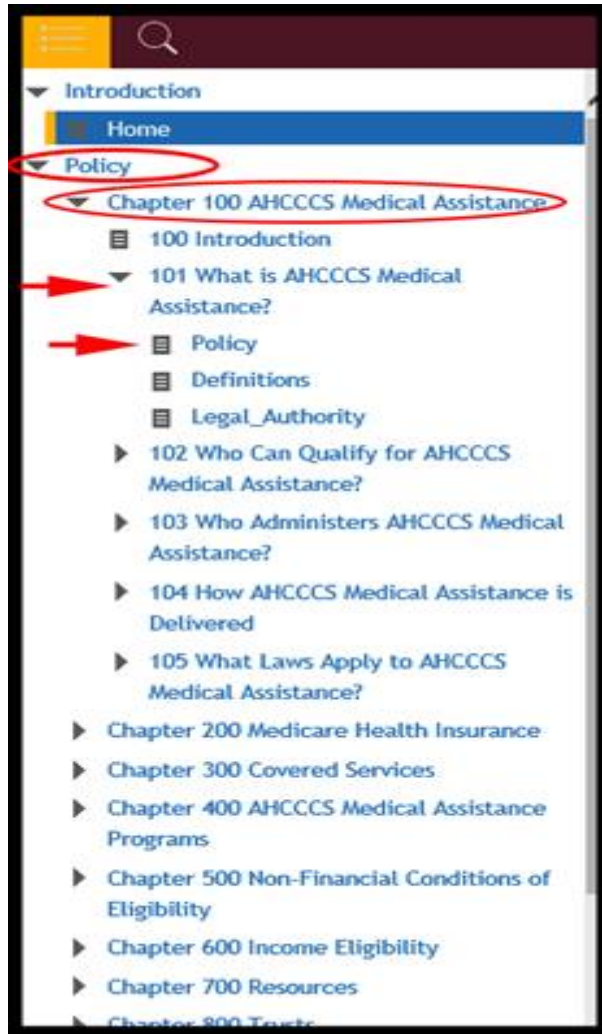 Introduction
Home
Policy
Chapter 100 AHCCCS Medical Assistance
100 Introduction
101 What is AHCCCS Medical
Assistance?
Policy
Definitions
Legal_Authority
102 Who Can Qualify for AHCCCS
Medical Assistance?
103 Who Administers AHCCCS Medical
Assistance?
104 How AHCCCS Medical Assistance is
Delivered
105 What Laws Apply to AHCCCS
Medical Assistance?
Chapter 200 Medicare Health Insurance
Chapter 300 Covered Services
Chapter 400 AHCCCS Medical Assistance
Programs
Chapter 500 Non-Financial Conditions of
Eligibility
Chapter 600 Income Eligibility
Chapter 700 Resources
Chapter 800 Trusts